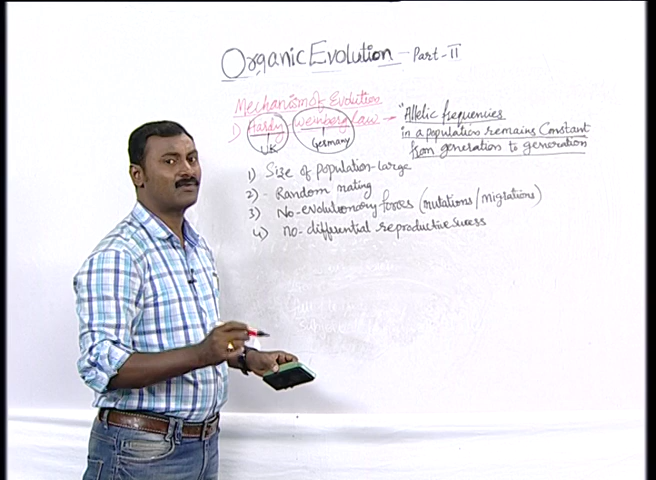 Organic Evolution - Part-II
Mechanism of Evolution
1) Hardy - Weinberg Law → "Allelic frequencies
in a population remains Constant
from generation to generation
UK Germany
1) Size of population-large
2) - Random mating
3) No-evolutionary forces (mutations/Migrations)
4) no-differential reproductive sucess